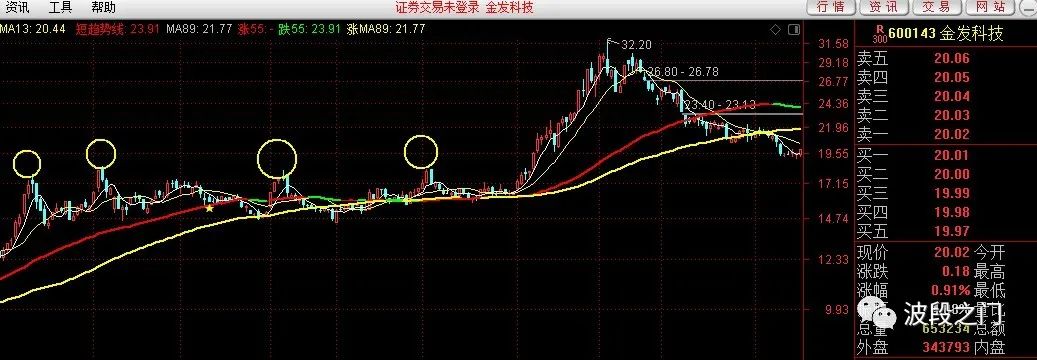 资讯 工具 帮助 证券交易未登录 金发科技 行情 资讯 交易 网站
MA13: 20.44 短趋势线: 23.91 MA89: 21.77 涨55: - 跌55: 23.91 涨MA89: 21.77
R 300 600143 金发科技
32.20
26.80 - 26.78
23.40 - 23.13
31.58
29.18
26.77
24.36
21.96
19.55
17.15
14.74
12.33
9.93
卖五 20.06
卖四 20.05
卖三 20.04
卖二 20.03
卖一 20.02
买一 20.01
买二 20.00
买三 19.99
买四 19.98
买五 19.97
现价 20.02 今开
涨跌 0.18 最高
涨幅 0.91% 最低
量比
总量 653234 总额
外盘 343793 内盘
波段之门